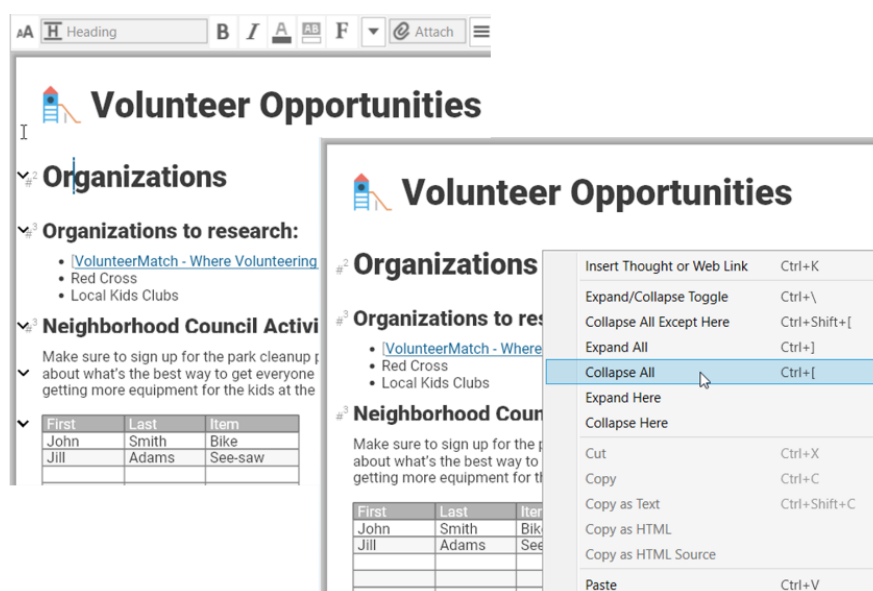 AA H Heading B I A AB F Attach
Volunteer Opportunities
#2 Organizations
#3 Organizations to research:
• [VolunteerMatch - Where Volunteering
• Red Cross
• Local Kids Clubs
#3 Neighborhood Council Activi
Make sure to sign up for the park cleanup
about what's the best way to get everyone
getting more equipment for the kids at the
First Last Item
John Smith Bike
Jill Adams See-saw
Volunteer Opportunities
#2 Organizations
#3 Organizations to res
• [VolunteerMatch - Where
• Red Cross
• Local Kids Clubs
#3 Neighborhood Coun
Make sure to sign up for the
about what's the best way to
getting more equipment for
First Last
John Smith
Jill Adams See
Insert Thought or Web Link Ctrl+K
Expand/Collapse Toggle Ctrl+\
Collapse All Except Here Ctrl+Shift+[
Expand All Ctrl+]
Collapse All Ctrl+[
Expand Here
Collapse Here
Cut Ctrl+X
Copy Ctrl+C
Copy as Text Ctrl+Shift+C
Copy as HTML
Copy as HTML Source
Paste Ctrl+V